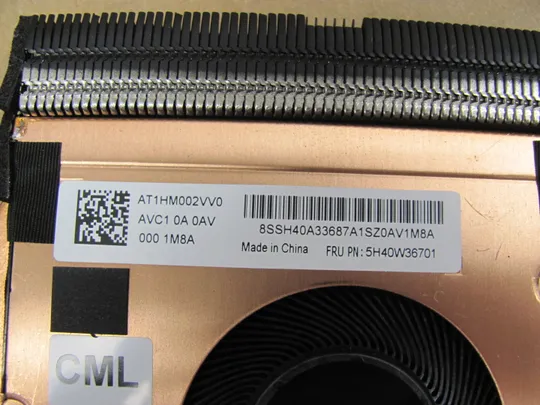 AT1HM002VV0
AVC1 0A 0AV
000 1M8A
8SSH40A33687A1SZ0AV1M8A
Made in China FRU PN: 5H40W36701
CML